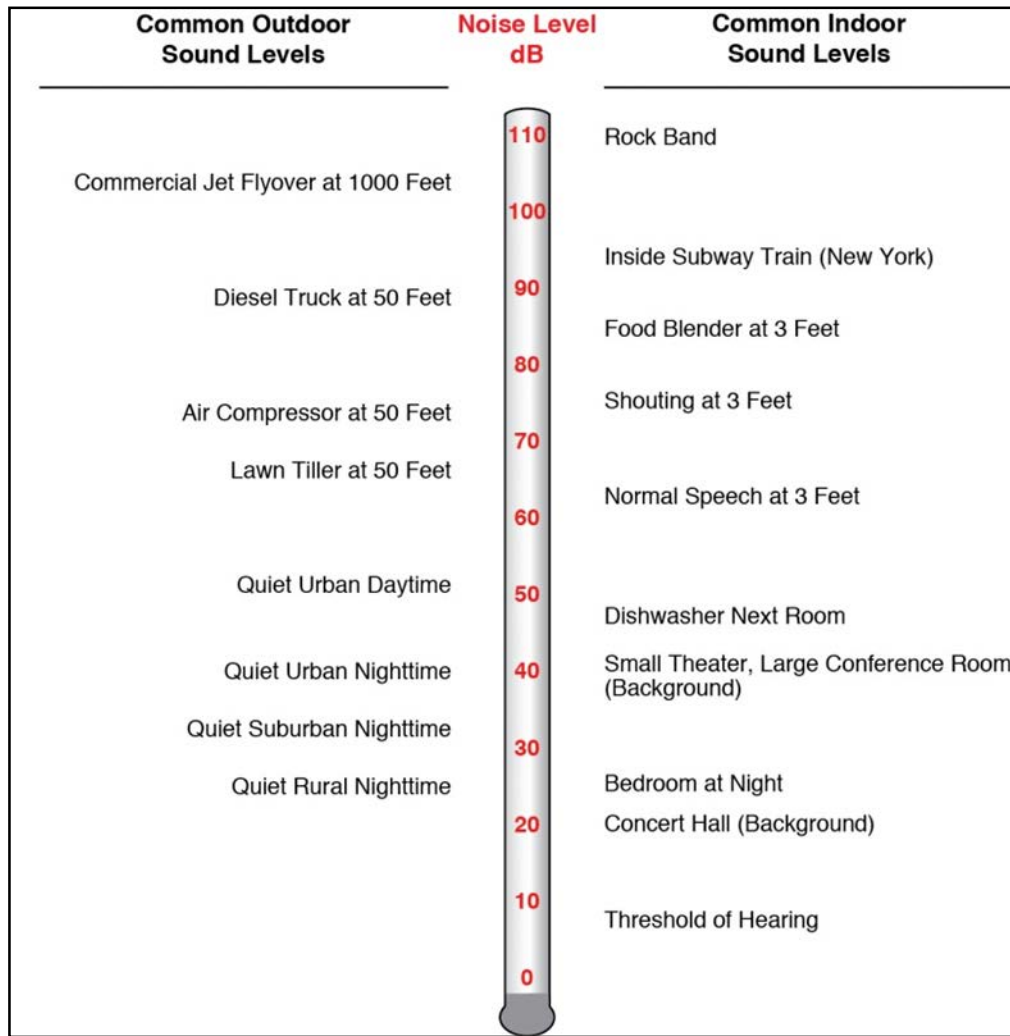 Common Outdoor
Sound Levels
Noise Level
dB
Common Indoor
Sound Levels
110
Rock Band
Commercial Jet Flyover at 1000 Feet
100
Inside Subway Train (New York)
90
Diesel Truck at 50 Feet
Food Blender at 3 Feet
80
Shouting at 3 Feet
Air Compressor at 50 Feet
70
Lawn Tiller at 50 Feet
Normal Speech at 3 Feet
60
Quiet Urban Daytime
50
Dishwasher Next Room
Quiet Urban Nighttime
40
Small Theater, Large Conference Room
(Background)
Quiet Suburban Nighttime
30
Quiet Rural Nighttime
Bedroom at Night
20
Concert Hall (Background)
10
Threshold of Hearing
0